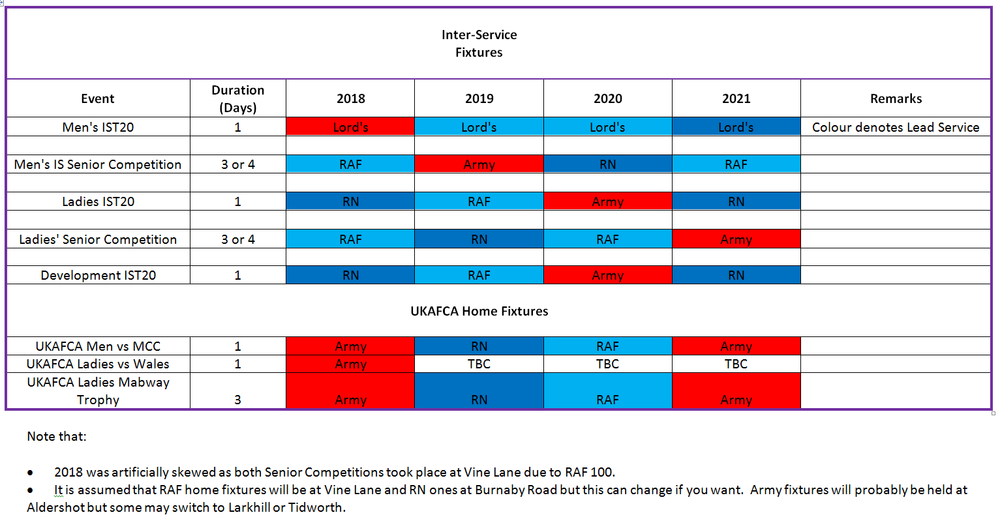 Inter-Service
Fixtures
Event Duration (Days) 2018 2019 2020 2021 Remarks
Men's IST20 1 Lord's Lord's Lord's Lord's Colour denotes Lead Service
Men's IS Senior Competition 3 or 4 RAF Army RN RAF
Ladies IST20 1 RN RAF Army RN
Ladies' Senior Competition 3 or 4 RAF RN RAF Army
Development IST20 1 RN RAF Army RN
UKAFCA Home Fixtures
UKAFCA Men vs MCC 1 Army RN RAF Army
UKAFCA Ladies vs Wales 1 Army TBC TBC TBC
UKAFCA Ladies Mabway
Trophy 3 Army RN RAF Army
Note that:
• 2018 was artificially skewed as both Senior Competitions took place at Vine Lane due to RAF 100.
• It is assumed that RAF home fixtures will be at Vine Lane and RN ones at Burnaby Road but this can change if you want. Army fixtures will probably be held at
Aldershot but some may switch to Larkhill or Tidworth.